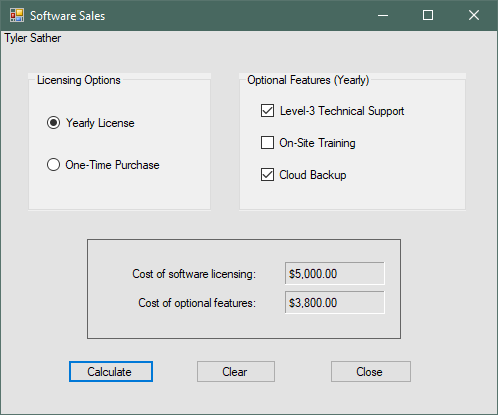 Software Sales
Tyler Sather
Licensing Options
Optional Features (Yearly)
Yearly License
Level-3 Technical Support
On-Site Training
One-Time Purchase
Cloud Backup
Cost of software licensing: $5,000.00
Cost of optional features: $3,800.00
Calculate Clear Close